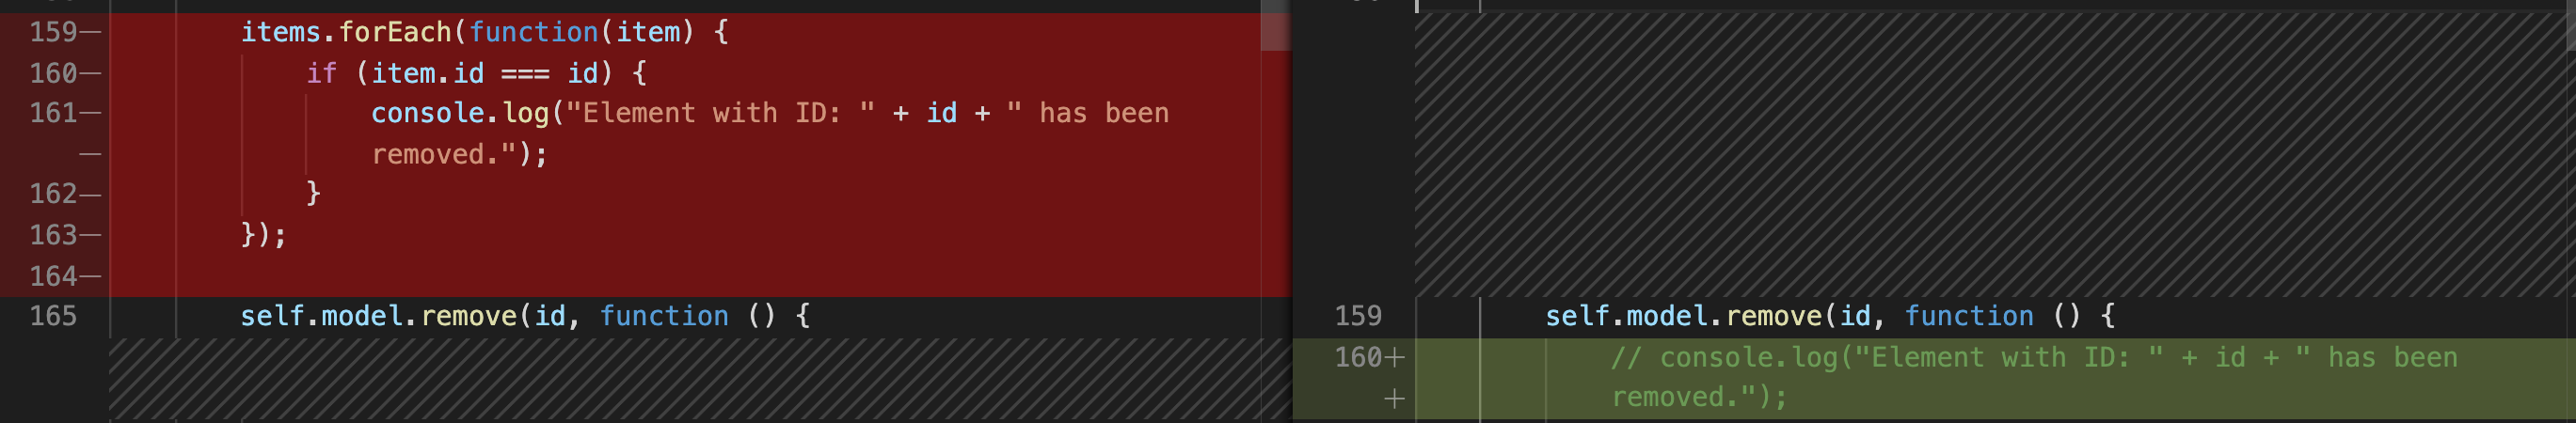 159— items.forEach(function(item) {
160— if (item.id === id) {
161— console.log("Element with ID: " + id + " has been
— removed.");
162— }
163— });
164—
165 self.model.remove(id, function () {
159 self.model.remove(id, function () {
160+ // console.log("Element with ID: " + id + " has been
+ removed.");